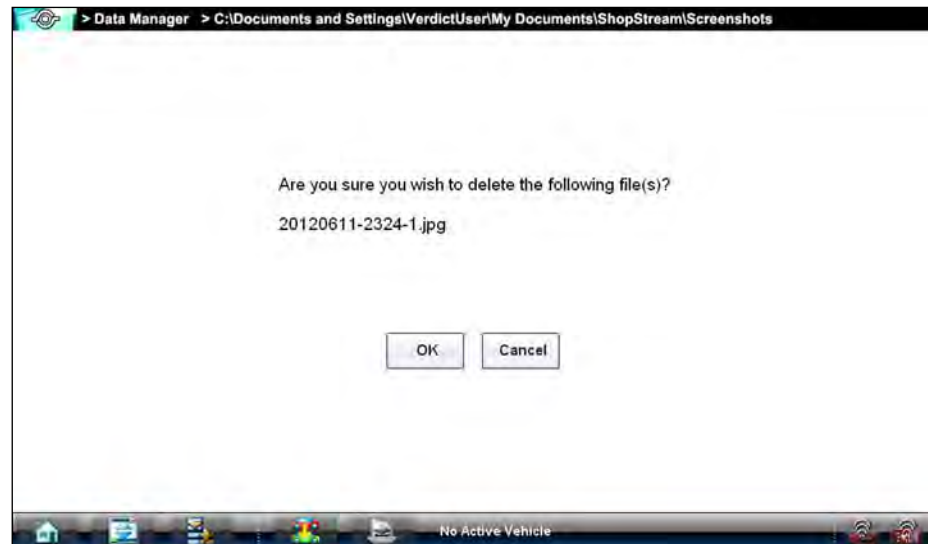 > Data Manager > C:\Documents and Settings\VerdictUser\My Documents\ShopStream\Screenshots
Are you sure you wish to delete the following file(s)?
20120611-2324-1.jpg
OK Cancel
No Active Vehicle